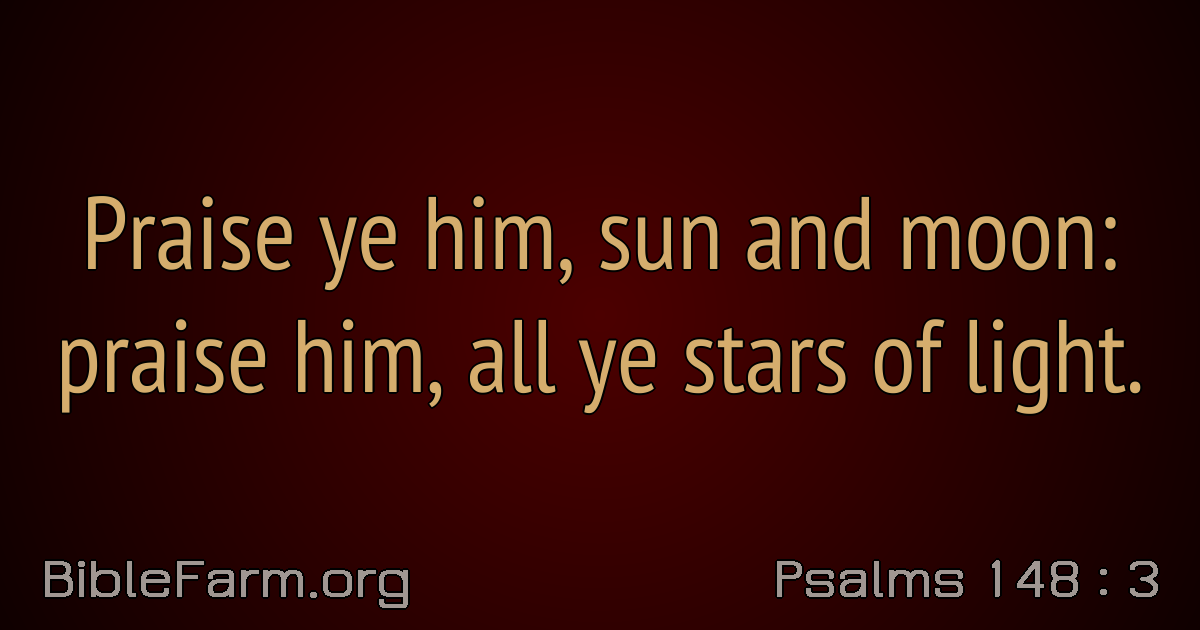 Praise ye him, sun and moon:
praise him, all ye stars of light.
BibleFarm.org
Psalms 148 : 3